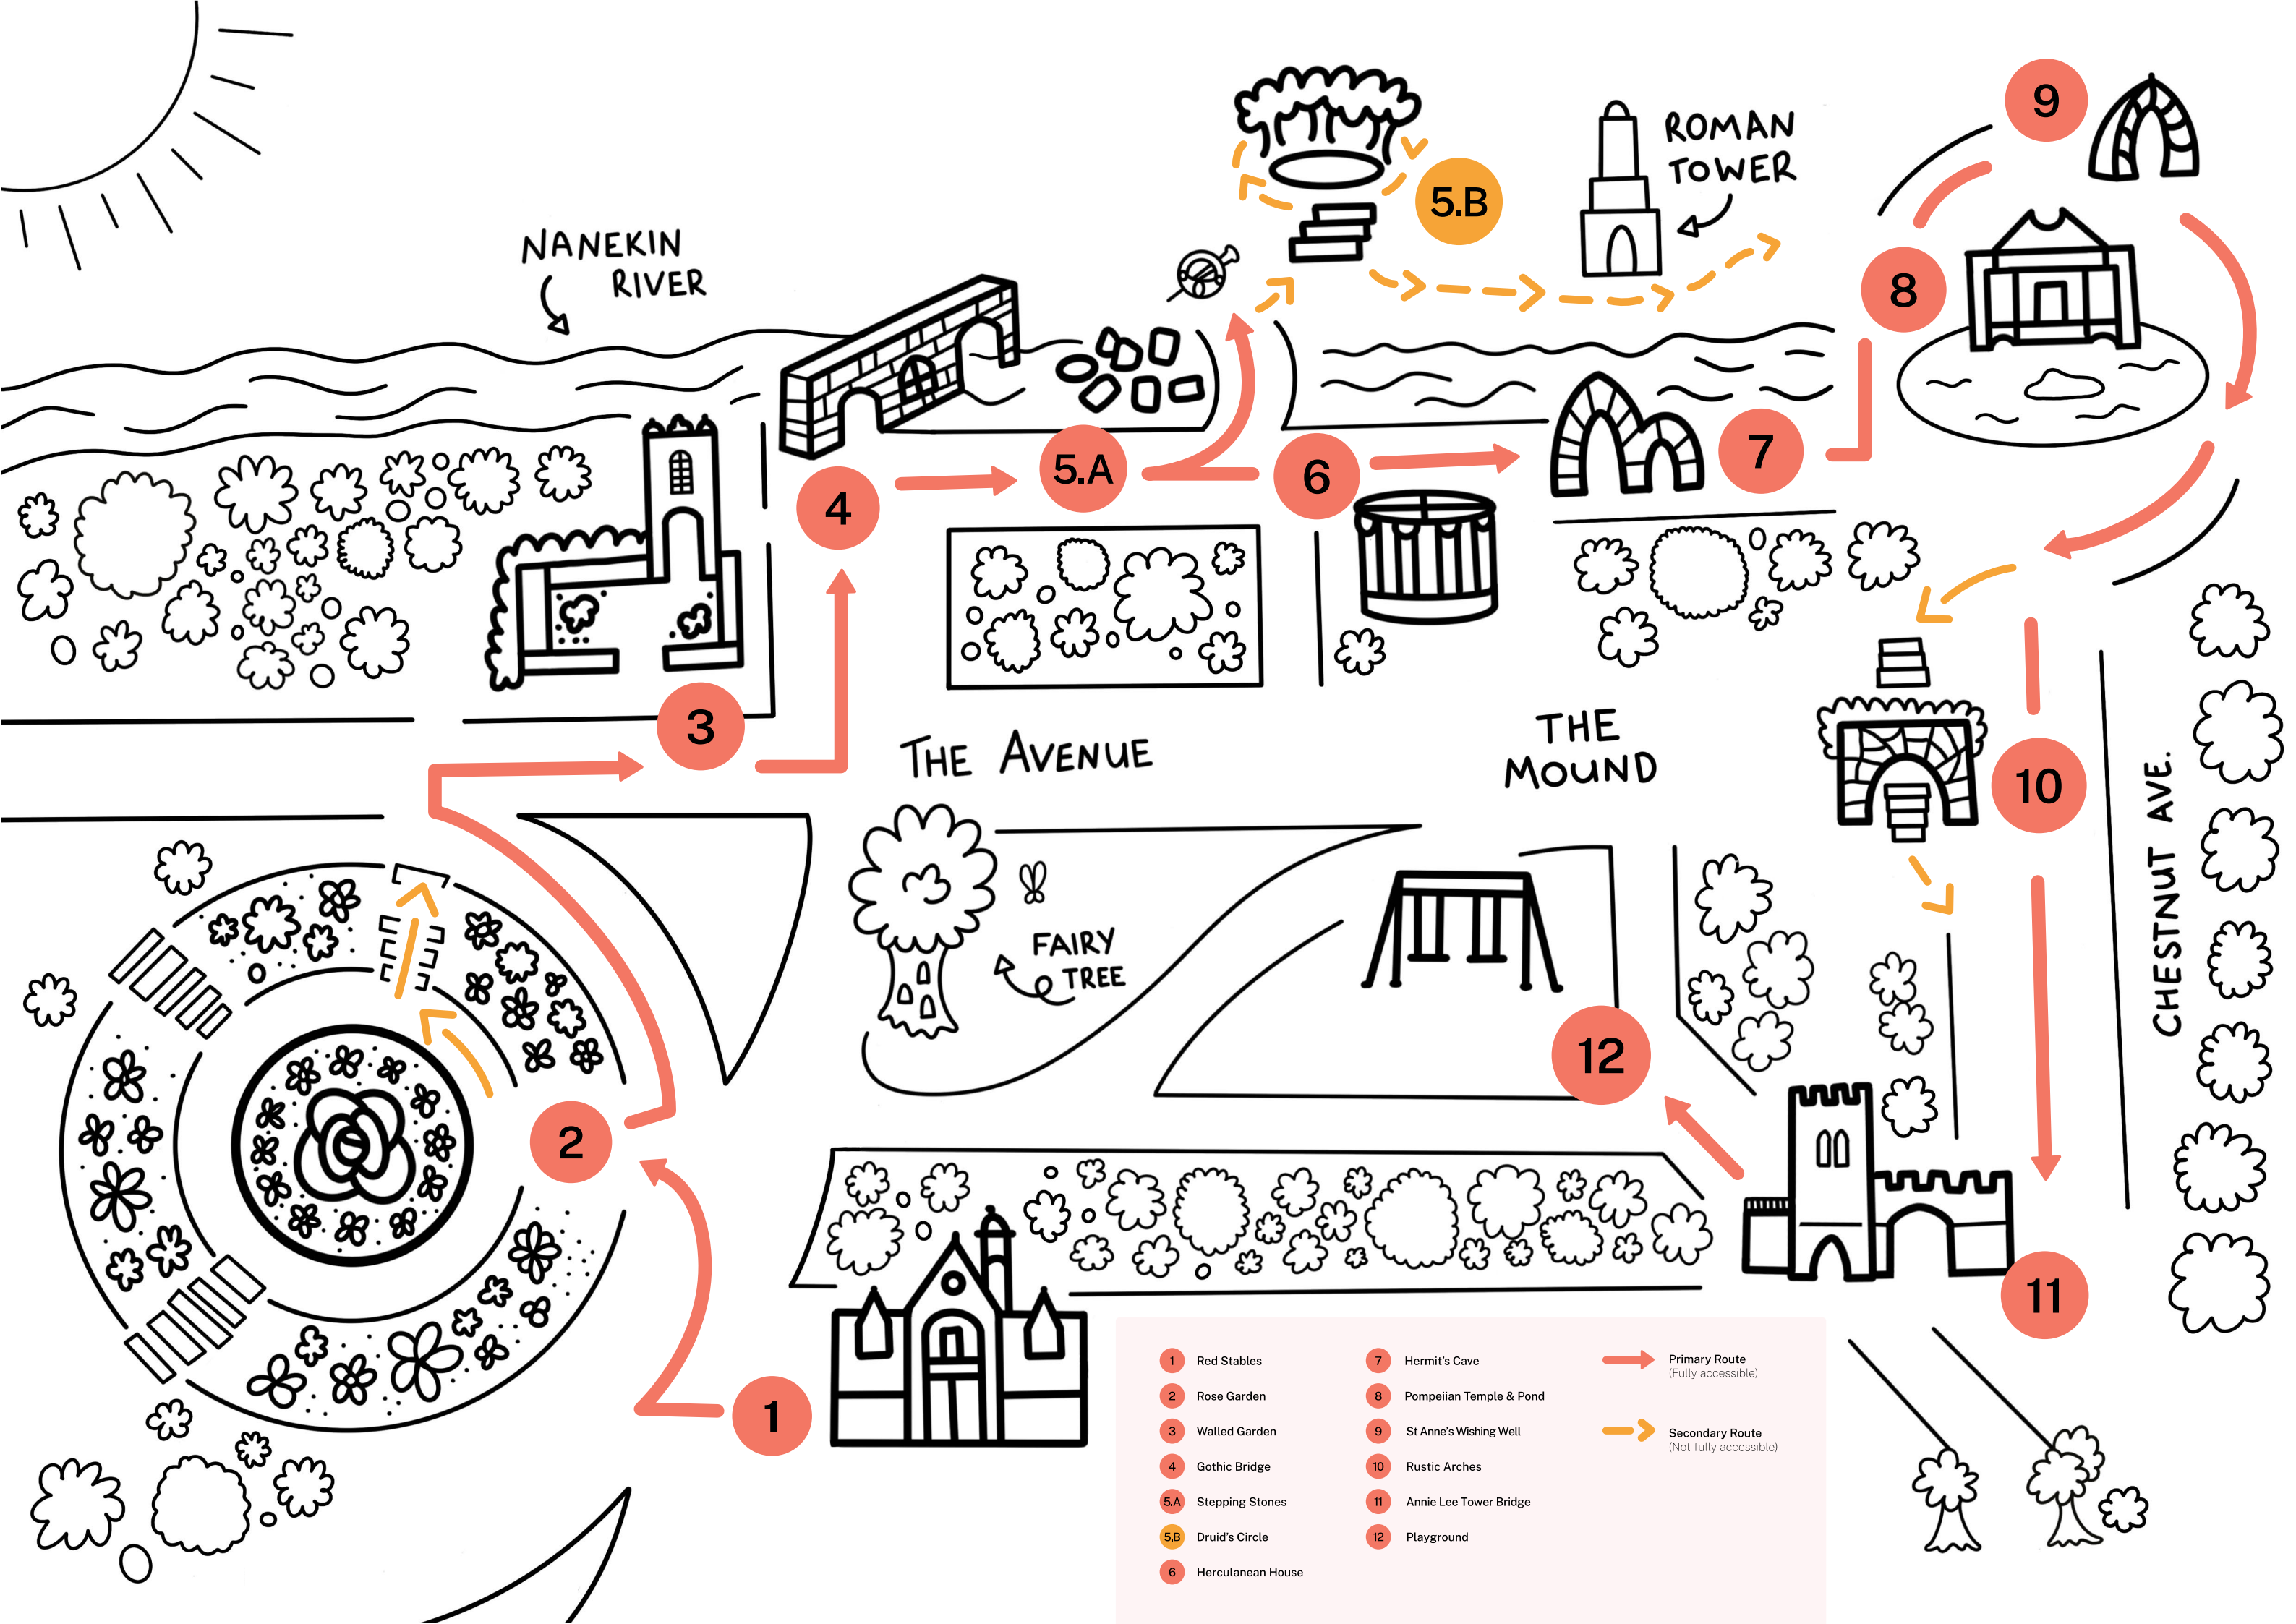 NANEKIN
RIVER
5.B
ROMAN
TOWER
9
8
4
5.A
6
7
3
THE AVENUE
THE
MOUND
10
CHESTNUT AVE.
FAIRY
TREE
2
12
11
1
1 Red Stables
2 Rose Garden
3 Walled Garden
4 Gothic Bridge
5.A Stepping Stones
5.B Druid's Circle
6 Herculanean House
7 Hermit's Cave
8 Pompeiian Temple & Pond
9 St Anne's Wishing Well
10 Rustic Arches
11 Annie Lee Tower Bridge
12 Playground
Primary Route
(Fully accessible)
Secondary Route
(Not fully accessible)